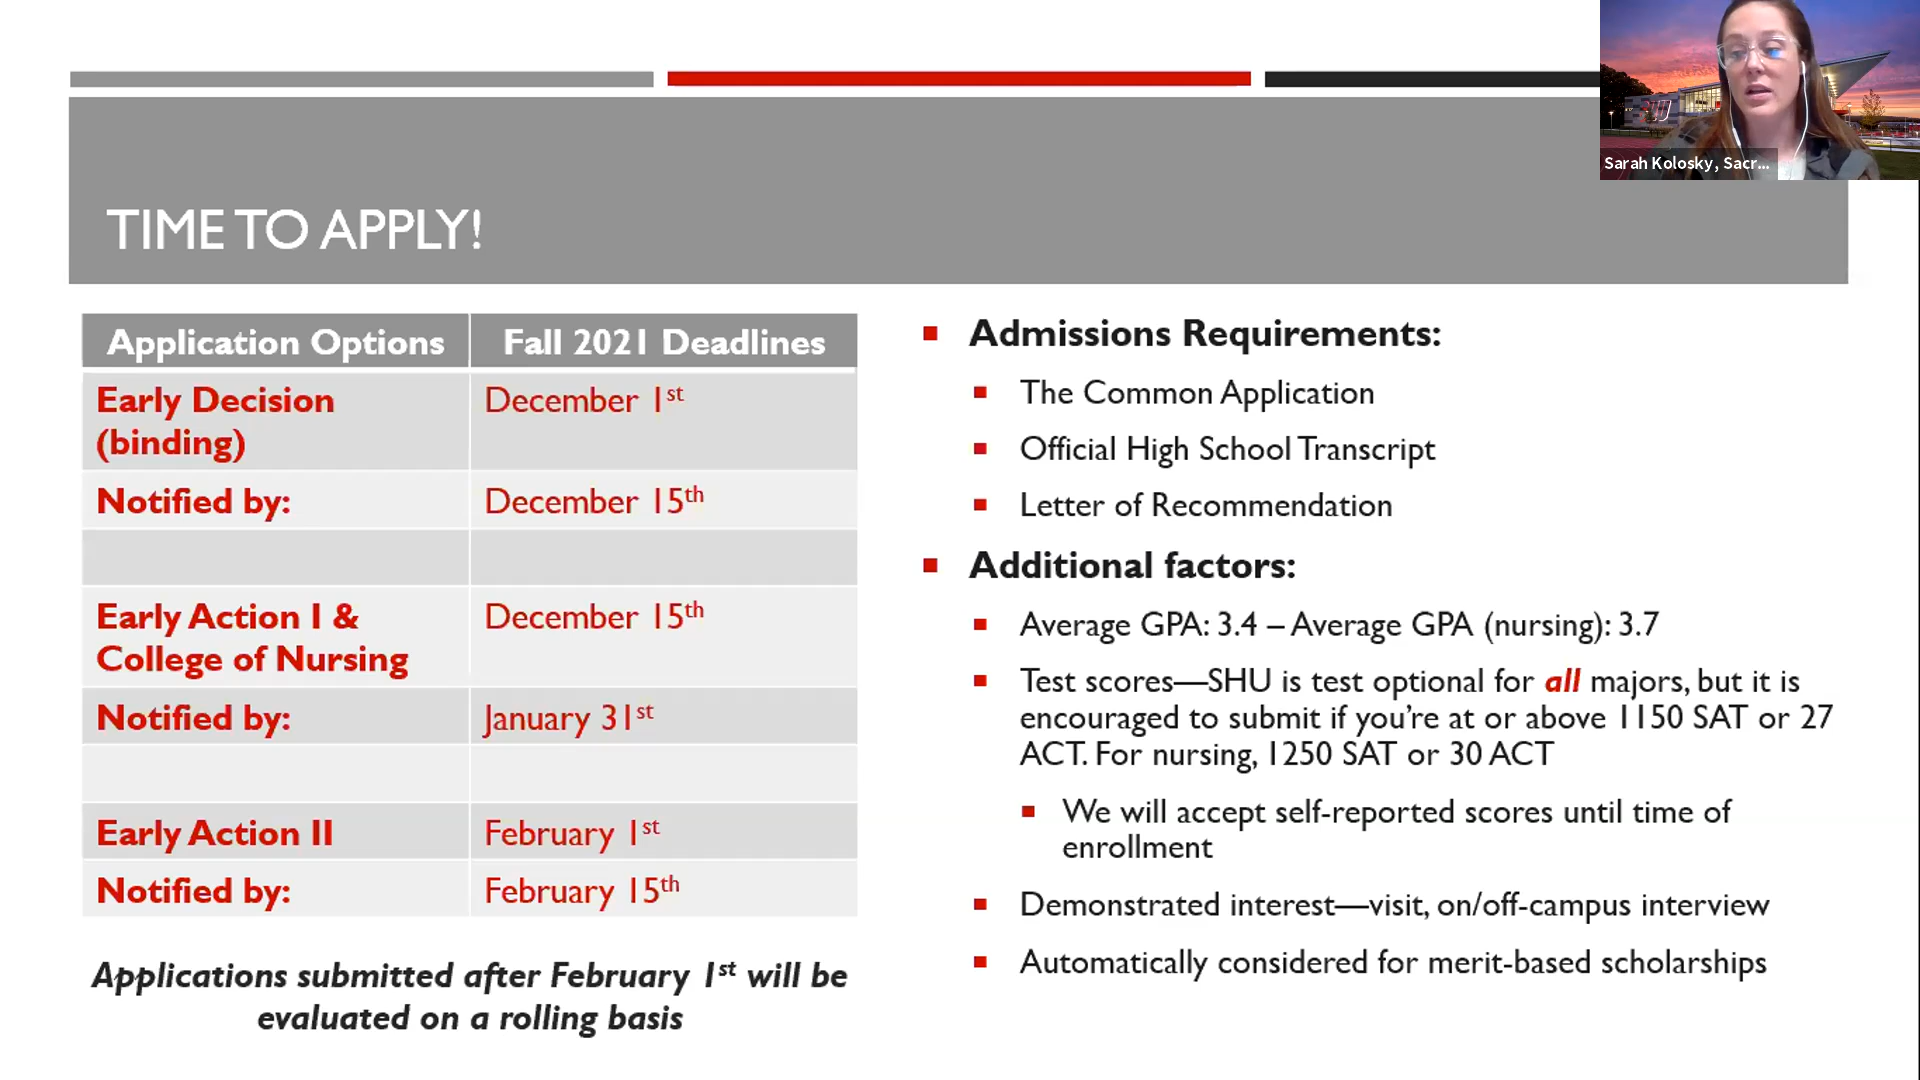 Sarah Kolosky, Sacr...
TIME TO APPLY!
Application Options Fall 2021 Deadlines
Early Decision December 1st
(binding)
Notified by: December 15th
Early Action I & December 15th
College of Nursing
Notified by: January 31st
Early Action II February 1st
Notified by: February 15th
Applications submitted after February 1st will be
evaluated on a rolling basis
Admissions Requirements:
The Common Application
Official High School Transcript
Letter of Recommendation
Additional factors:
Average GPA: 3.4 – Average GPA (nursing): 3.7
Test scores—SHU is test optional for all majors, but it is
encouraged to submit if you're at or above 1150 SAT or 27
ACT. For nursing, 1250 SAT or 30 ACT
We will accept self-reported scores until time of
enrollment
Demonstrated interest—visit, on/off-campus interview
Automatically considered for merit-based scholarships